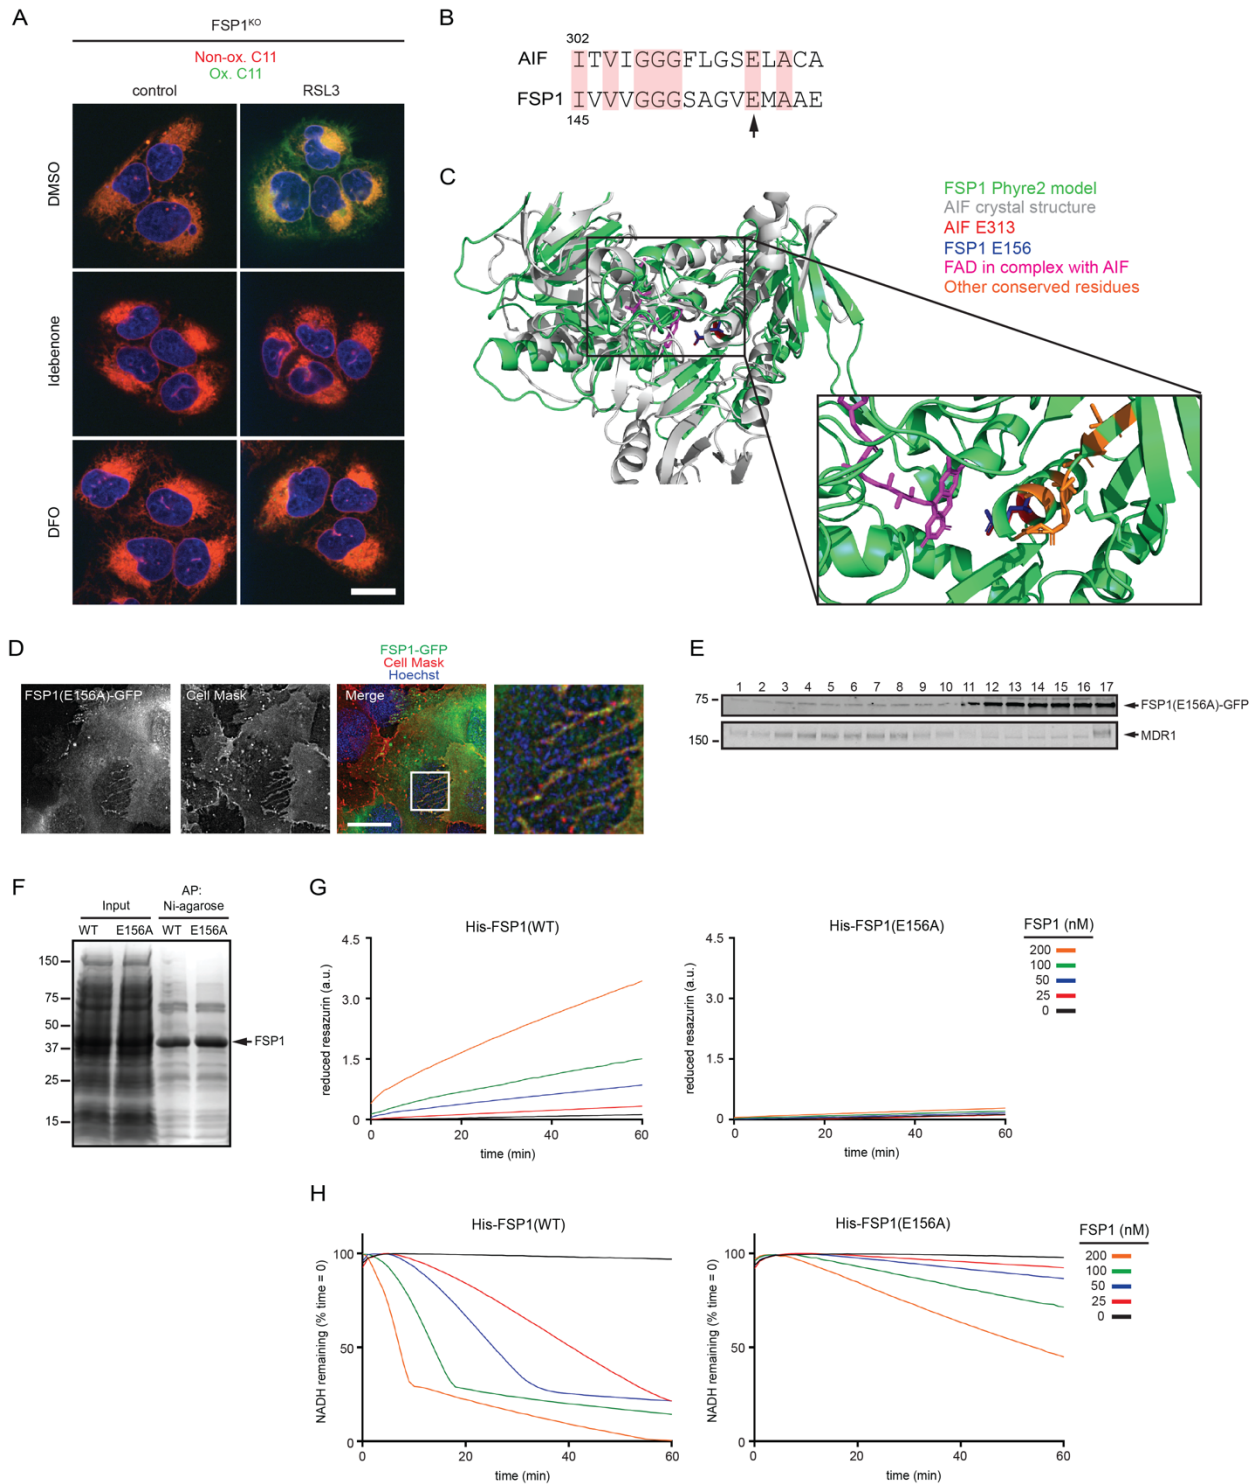 A
FSP1KO
Non-ox. C11
Ox. C11
control
RSL3
DMSO
Idebenone
DFO
B
302
AIF ITVIGGGFLGSELACA
FSP1 IVVVGGGSAGVEMAAE
145
C
FSP1 Phyre2 model
AIF crystal structure
AIF E313
FSP1 E156
FAD in complex with AIF
Other conserved residues
D
FSP1-GFP
Cell Mask
Hoechst
FSP1(E156A)-GFP
Cell Mask
Merge
E
1 2 3 4 5 6 7 8 9 10 11 12 13 14 15 16 17
75
FSP1(E156A)-GFP
150
MDR1
F
AP:
Input Ni-agarose
WT E156A WT E156A
150
75
50
37
25
15
FSP1
G
His-FSP1(WT)
reduced resazurin (a.u.)
4.5
3.0
1.5
0
0 20 40 60
time (min)
His-FSP1(E156A)
reduced resazurin (a.u.)
4.5
3.0
1.5
0
0 20 40 60
time (min)
FSP1 (nM)
200
100
50
25
0
H
His-FSP1(WT)
NADH remaining (% time = 0)
100
50
0
0 20 40 60
time (min)
His-FSP1(E156A)
NADH remaining (% time = 0)
100
50
0
0 20 40 60
time (min)
FSP1 (nM)
200
100
50
25
0